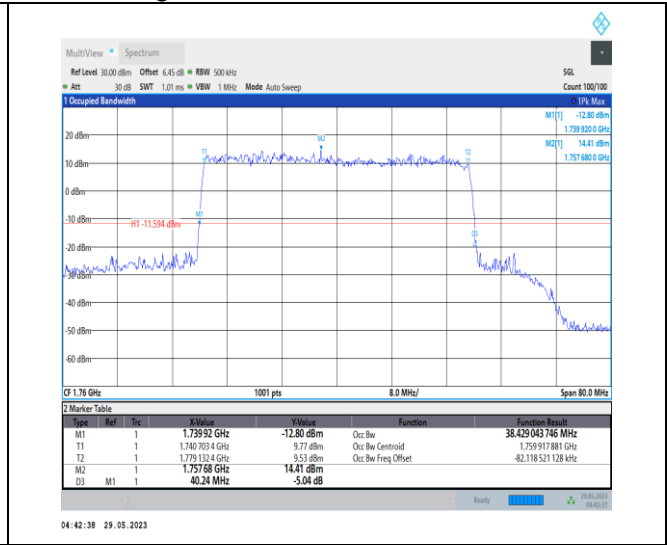 MultiView Spectrum
Ref Level 30.00 dBm Offset 6.45 dB RBW 500 kHz SGL
Att 30 dB SWT 1.01 ms VBW 1 MHz Mode Auto Sweep Count 100/100
1 Occupied Bandwidth 1Pk Max
M1[1] -12.80 dBm
1.739 920 0 GHz
M2[1] 14.41 dBm
1.757 680 0 GHz
20 dBm
M2
T1
T2
10 dBm
0 dBm
M1
-10 dBm
H1 -11.594 dBm
D3
-20 dBm
-30 dBm
-40 dBm
-50 dBm
-60 dBm
CF 1.76 GHz 1001 pts 8.0 MHz/ Span 80.0 MHz
2 Marker Table
Type Ref Trc X-Value Y-Value Function Function Result
M1 1 1.739 92 GHz -12.80 dBm Occ Bw 38.429 043 746 MHz
T1 1 1.740 703 4 GHz 9.77 dBm Occ Bw Centroid 1.759 917 881 GHz
T2 1 1.779 132 4 GHz 9.53 dBm Occ Bw Freq Offset -82.118 521 128 kHz
M2 1 1.757 68 GHz 14.41 dBm
D3 M1 1 40.24 MHz -5.04 dB
Ready 29.05.2023
04:42:37
04:42:38 29.05.2023